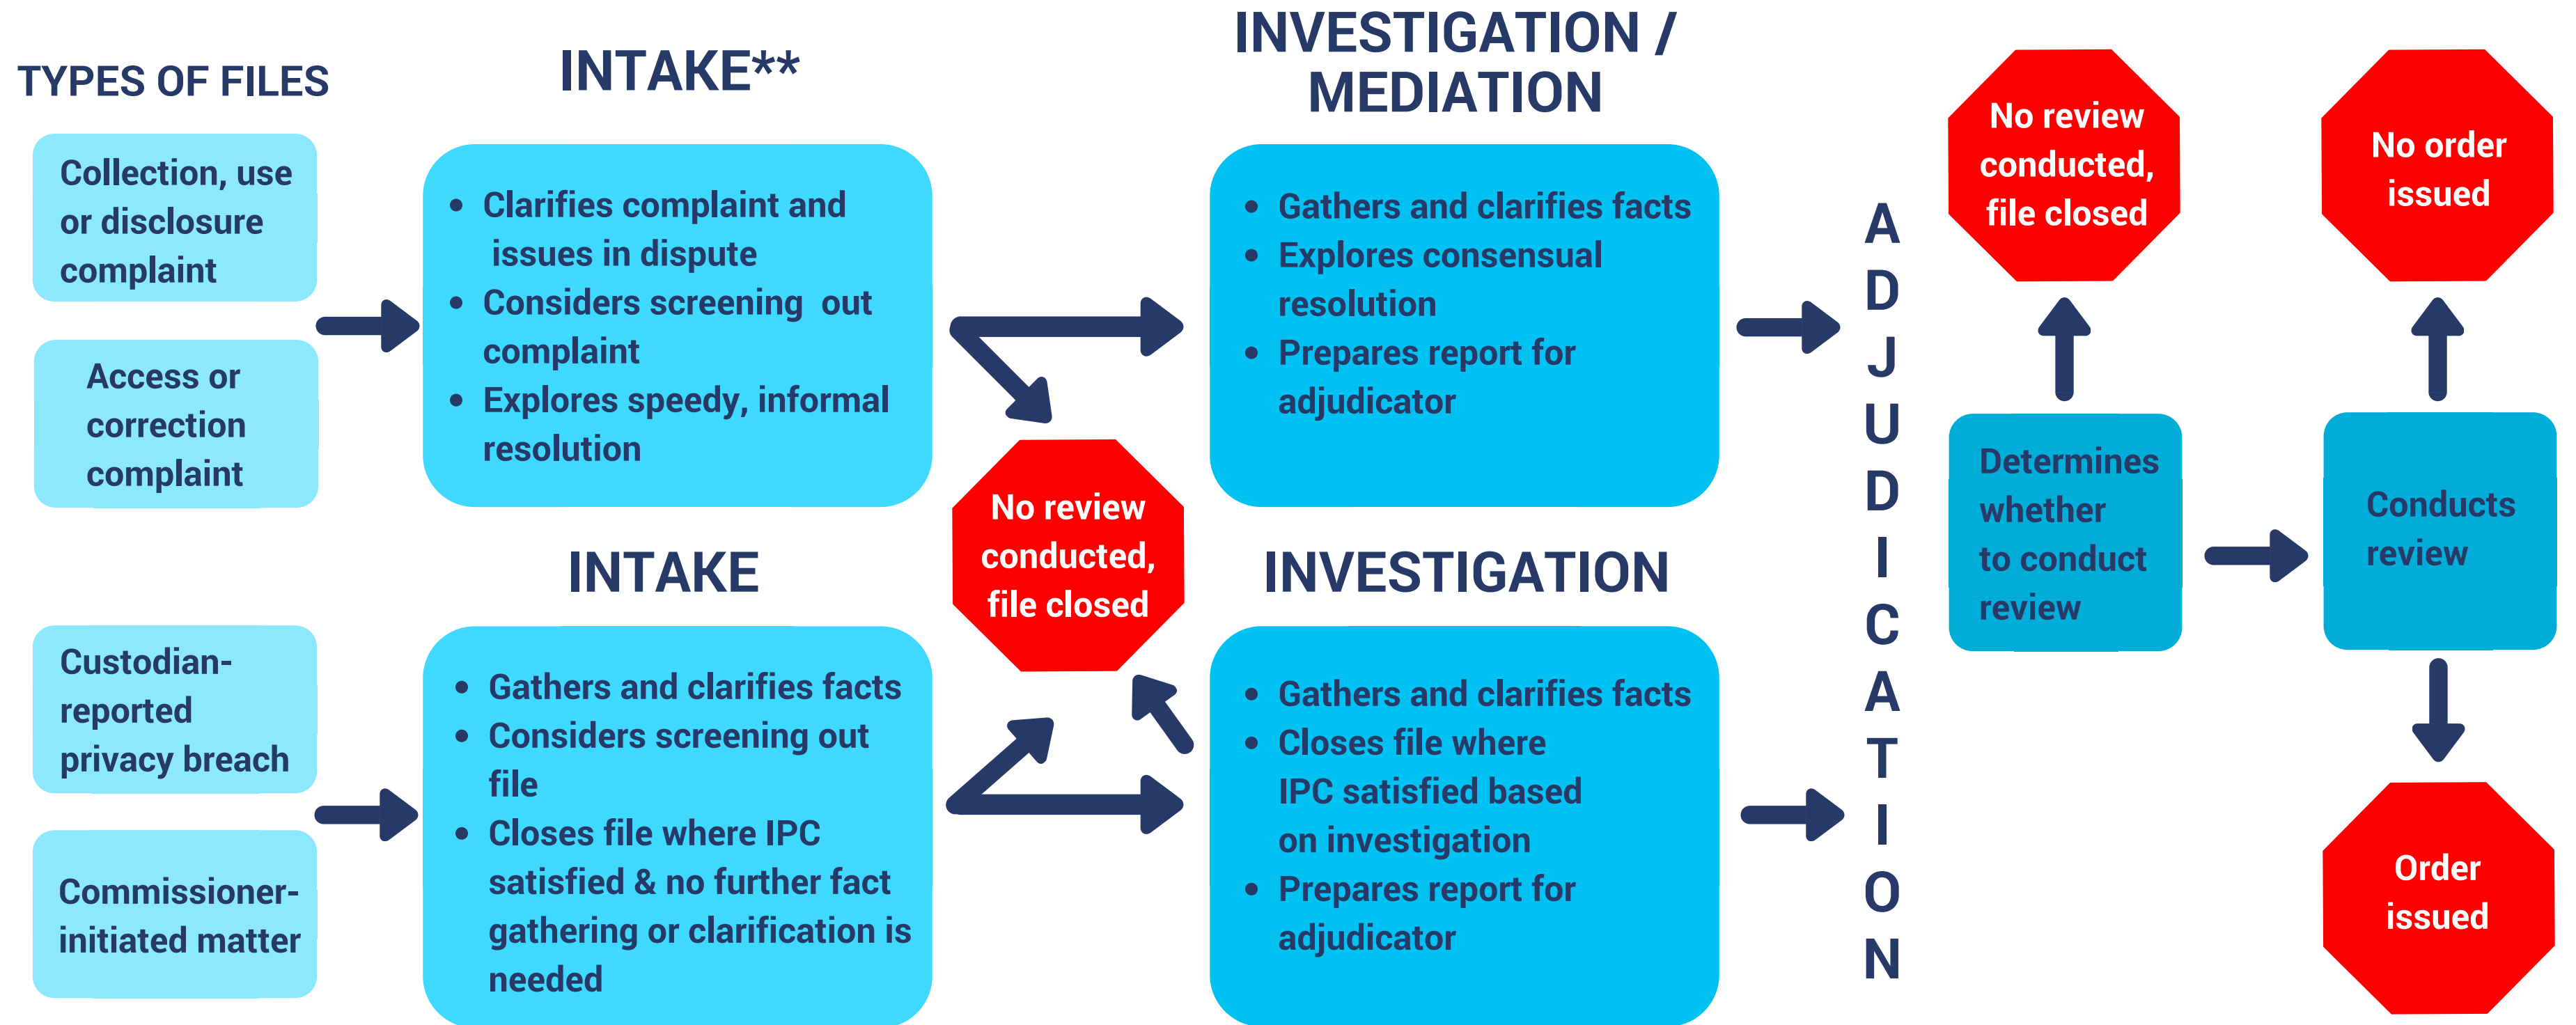 TYPES OF FILES
Collection, use
or disclosure
complaint
Access or
correction
complaint
Custodian-
reported
privacy breach
Commissioner-
initiated matter
INTAKE**
• Clarifies complaint and
issues in dispute
• Considers screening out
complaint
• Explores speedy, informal
resolution
INTAKE
• Gathers and clarifies facts
• Considers screening out
file
• Closes file where IPC
satisfied & no further fact
gathering or clarification is
needed
No review
conducted,
file closed
INVESTIGATION /
MEDIATION
• Gathers and clarifies facts
• Explores consensual
resolution
• Prepares report for
adjudicator
INVESTIGATION
• Gathers and clarifies facts
• Closes file where
IPC satisfied based
on investigation
• Prepares report for
adjudicator
ADJUDICATION
No review
conducted,
file closed
Determines
whether
to conduct
review
No order
issued
Conducts
review
Order
issued